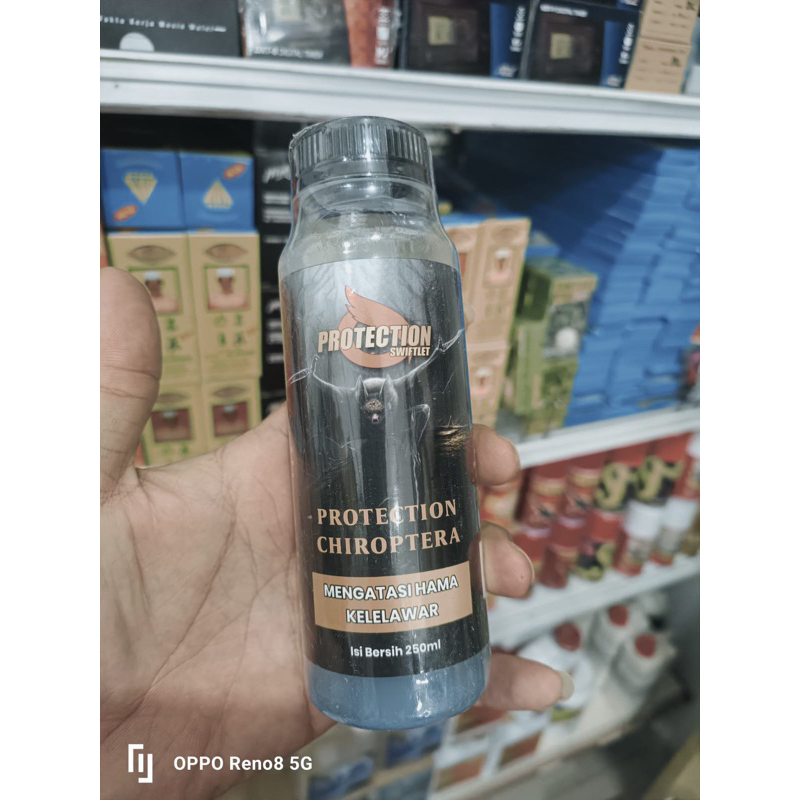 PROTECTION
SWIFTLET
PROTECTION
CHIROPTERA
MENGATASI HAMA
KELELAWAR
Isi Bersih 250ml
OPPO Reno8 5G